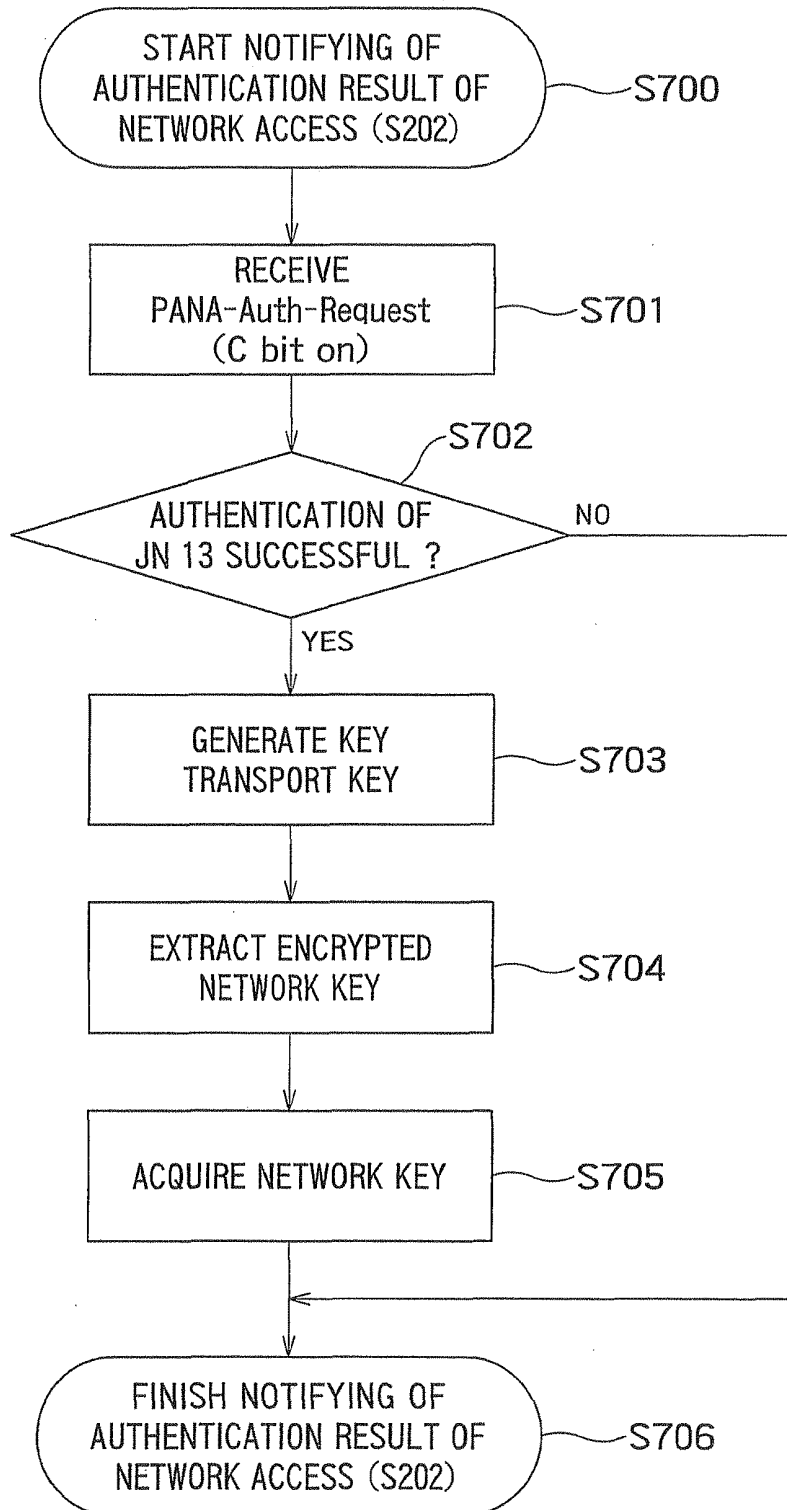 START NOTIFYING OF
AUTHENTICATION RESULT OF
NETWORK ACCESS (S202)
S700
RECEIVE
PANA-Auth-Request
(C bit on)
S701
S702
AUTHENTICATION OF
JN 13 SUCCESSFUL ?
NO
YES
GENERATE KEY
TRANSPORT KEY
S703
EXTRACT ENCRYPTED
NETWORK KEY
S704
ACQUIRE NETWORK KEY
S705
FINISH NOTIFYING OF
AUTHENTICATION RESULT OF
NETWORK ACCESS (S202)
S706